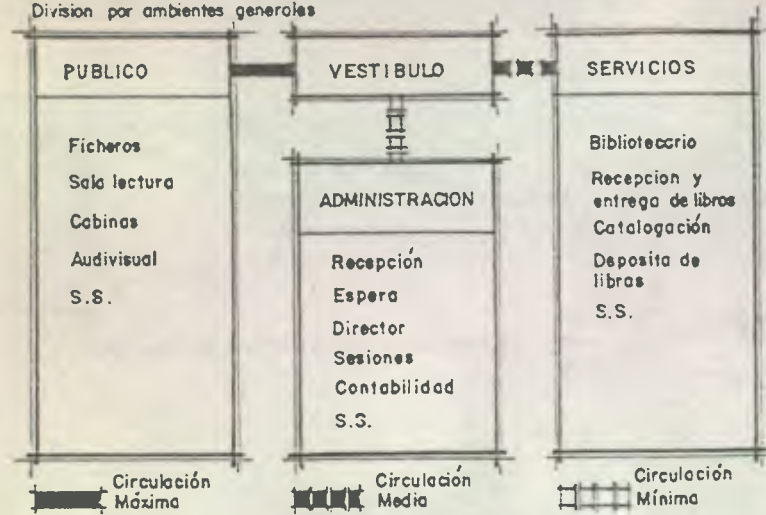 Division por ambientes generales
PUBLICO
Ficheros
Sala lectura
Cabinas
Audivisual
S.S.
VESTIBULO
ADMINISTRACION
Recepción
Espera
Director
Sesiones
Contabilidad
S.S.
SERVICIOS
Bibliotecario
Recepcion y
entrega de libros
Catalogación
Deposito de
libros
S.S.
Circulación
Máxima
Circulación
Media
Circulación
Mínima